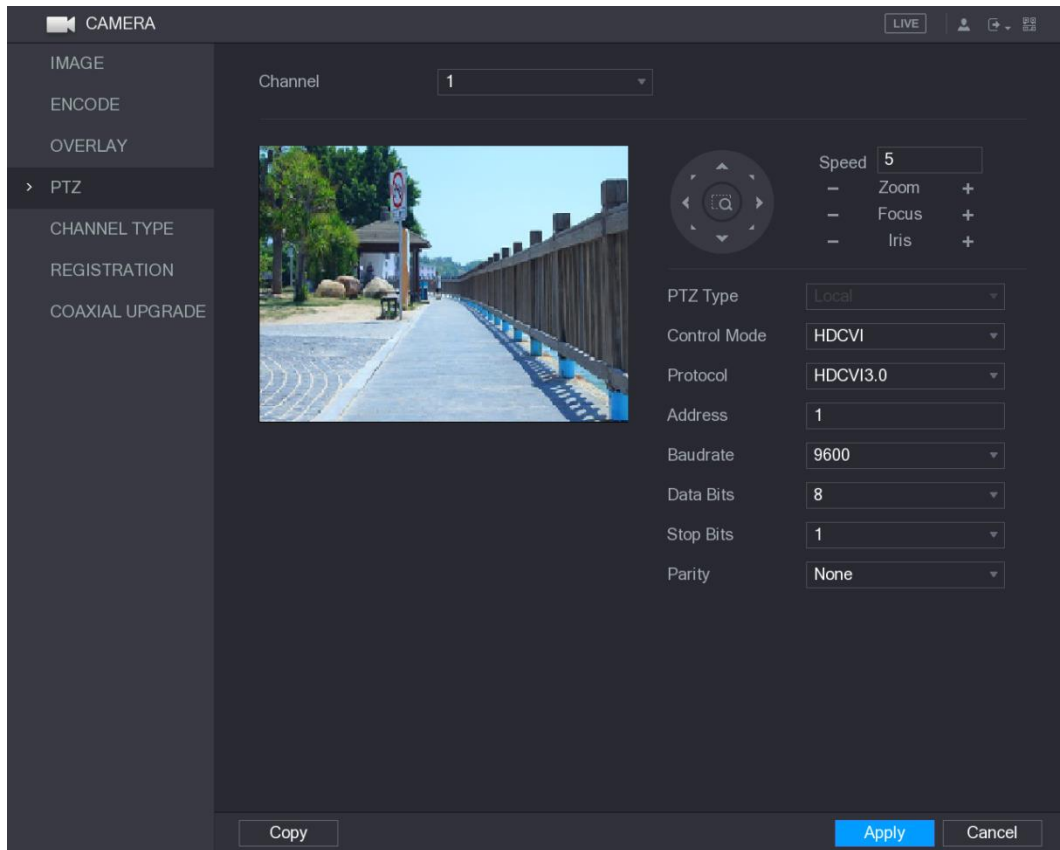 CAMERA
LIVE
IMAGE
ENCODE
OVERLAY
PTZ
CHANNEL TYPE
REGISTRATION
COAXIAL UPGRADE
Channel 1
Speed 5
Zoom
Focus
Iris
PTZ Type Local
Control Mode HDCVI
Protocol HDCVI3.0
Address 1
Baudrate 9600
Data Bits 8
Stop Bits 1
Parity None
Copy Apply Cancel